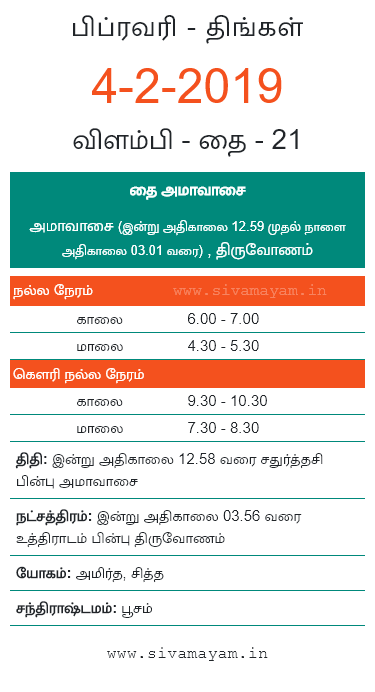 பிப்ரவரி - திங்கள்
4-2-2019
விளம்பி - தை - 21
தை அமாவாசை
அமாவாசை (இன்று அதிகாலை 12.59 முதல் நாளை
அதிகாலை 03.01 வரை) , திருவோணம்
நல்ல நேரம் www.sivamayam.in
காலை 6.00 - 7.00
மாலை 4.30 - 5.30
கௌரி நல்ல நேரம்
காலை 9.30 - 10.30
மாலை 7.30 - 8.30
திதி: இன்று அதிகாலை 12.58 வரை சதுர்த்தசி
பின்பு அமாவாசை
நட்சத்திரம்: இன்று அதிகாலை 03.56 வரை
உத்திராடம் பின்பு திருவோணம்
யோகம்: அமிர்த, சித்த
சந்திராஷ்டமம்: பூசம்
www.sivamayam.in